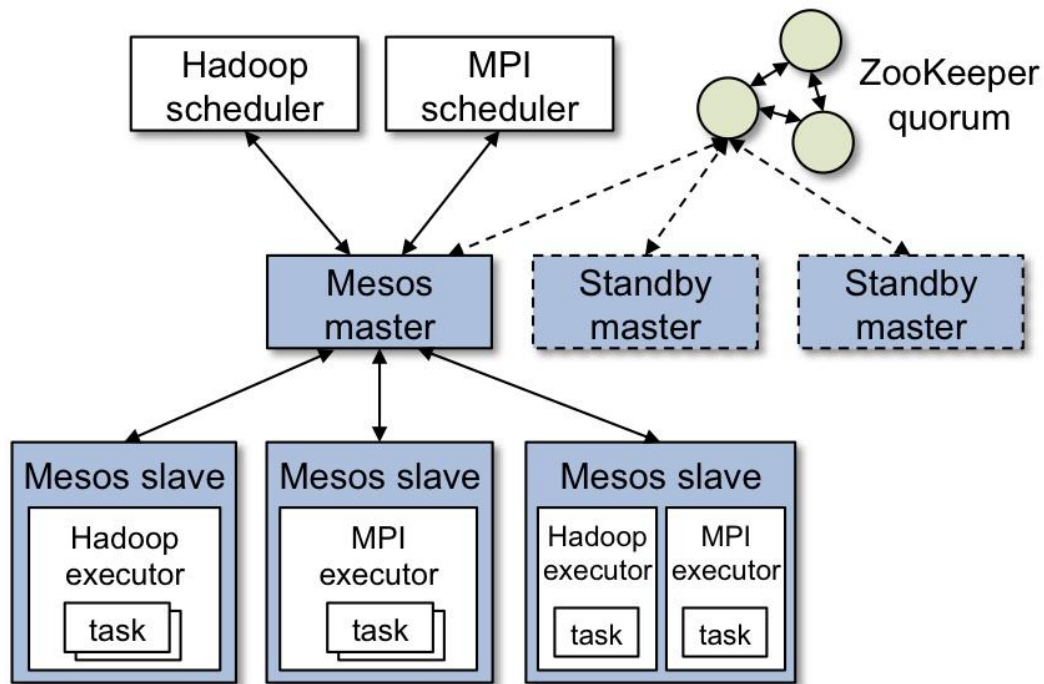 Hadoop
scheduler
MPI
scheduler
ZooKeeper
quorum
Mesos
master
Standby
master
Standby
master
Mesos slave
Hadoop
executor
task
Mesos slave
MPI
executor
task
Mesos slave
Hadoop
executor
task
MPI
executor
task